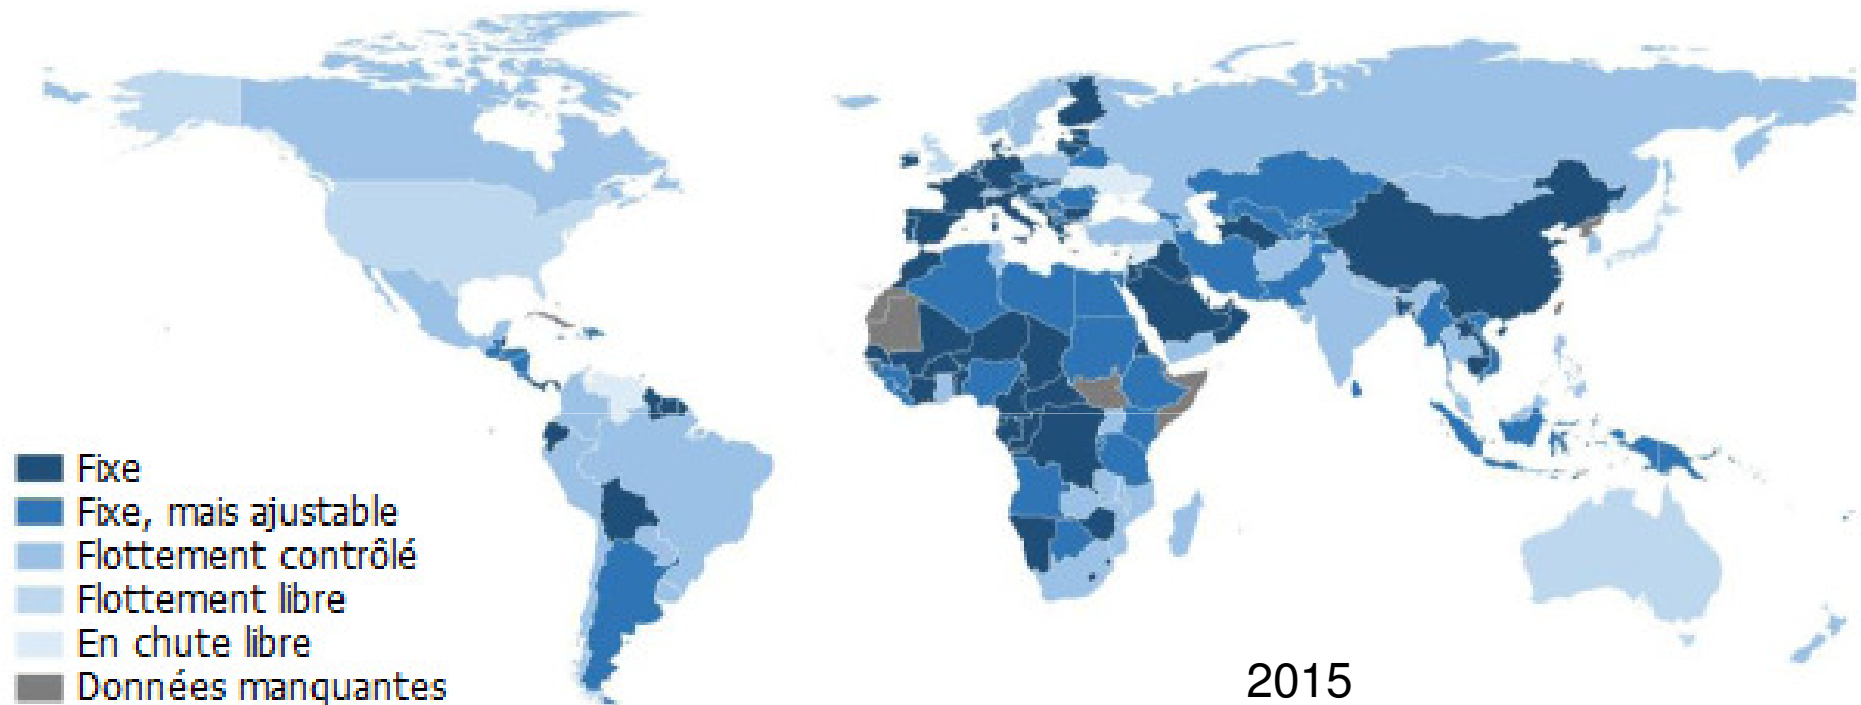 Fixe
Fixe, mais ajustable
Flottement contrôlé
Flottement libre
En chute libre
Données manquantes
2015